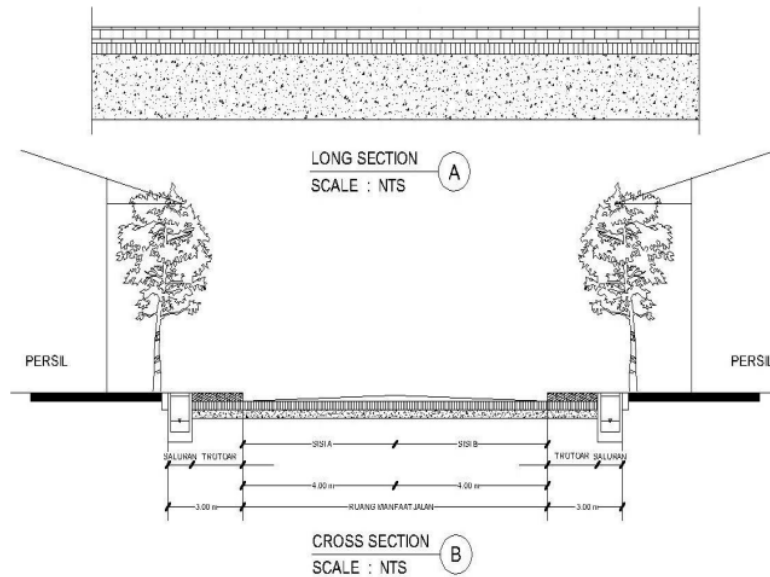 LONG SECTION
SCALE : NTS
A
PERSIL
PERSIL
SISI A
SISI B
SALURAN
TROTOAR
TROTOAR
SALURAN
4.00 m
4.00 m
3.00 m
RUANG MANFAAT JALAN
3.00 m
CROSS SECTION
SCALE : NTS
B